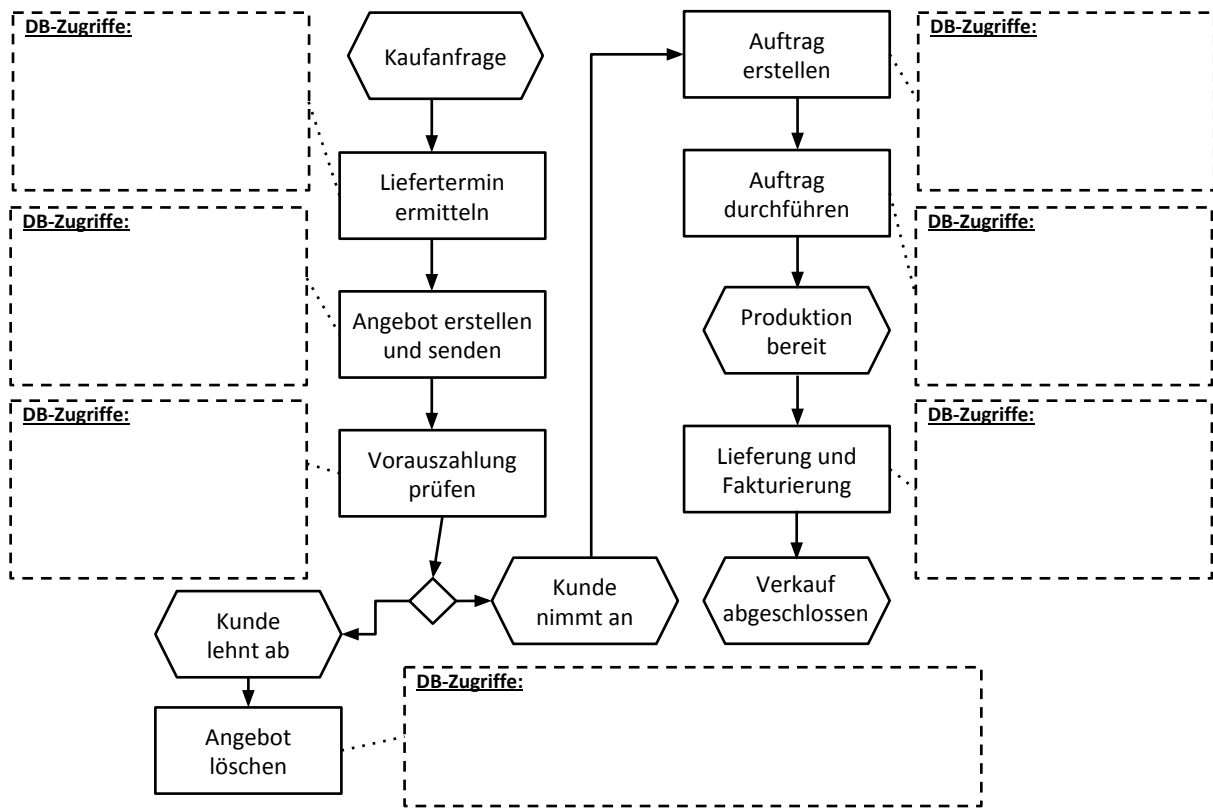 DB-Zugriffe:
Kaufanfrage
Liefertermin
ermitteln
DB-Zugriffe:
Angebot erstellen
und senden
DB-Zugriffe:
Vorauszahlung
prüfen
Kunde
lehnt ab
Kunde
nimmt an
Angebot
löschen
DB-Zugriffe:
Auftrag
erstellen
DB-Zugriffe:
Auftrag
durchführen
DB-Zugriffe:
Produktion
bereit
Lieferung und
Fakturierung
DB-Zugriffe:
Verkauf
abgeschlossen